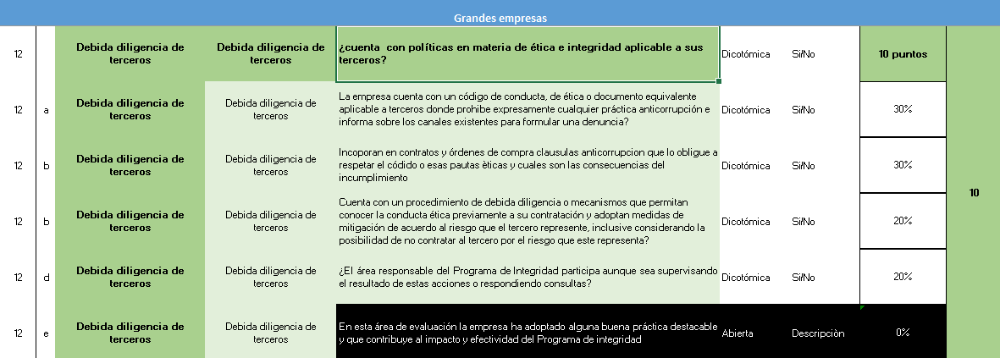 Grandes empresas
12
Debida diligencia de
terceros
Debida diligencia de
terceros
¿cuenta con políticas en materia de ética e integridad aplicable a sus
terceros?
Dicotómica
Si/No
10 puntos
12
a
Debida diligencia de
terceros
Debida diligencia de
terceros
La empresa cuenta con un código de conducta, de ética o documento equivalente
aplicable a terceros donde prohibe expresamente cualquier práctica anticorrupción e
informa sobre los canales existentes para formular una denuncia?
Dicotómica
Si/No
30%
12
b
Debida diligencia de
terceros
Debida diligencia de
terceros
Incoporan en contratos y órdenes de compra clausulas anticorrupcion que lo obligue a
respetar el códido o esas pautas èticas y cuales son las consecuencias del
incumplimiento
Dicotómica
Si/No
30%
10
12
b
Debida diligencia de
terceros
Debida diligencia de
terceros
Cuenta con un procedimiento de debida diligencia o mecanismos que permitan
conocer la conducta ética previamente a su contratación y adoptan medidas de
mitigación de acuerdo al riesgo que el tercero represente, inclusive considerando la
posibilidad de no contratar al tercero por el riesgo que este representa?
Dicotómica
Si/No
20%
12
d
Debida diligencia de
terceros
Debida diligencia de
terceros
¿El área responsable del Programa de Integridad participa aunque sea supervisando
el resultado de estas acciones o respondiendo consultas?
Dicotómica
Si/No
20%
12
e
Debida diligencia de
terceros
Debida diligencia de
terceros
En esta área de evaluación la empresa ha adoptado alguna buena práctica destacable
y que contribuye al impacto y efectividad del Programa de integridad
Abierta
Descripciòn
0%